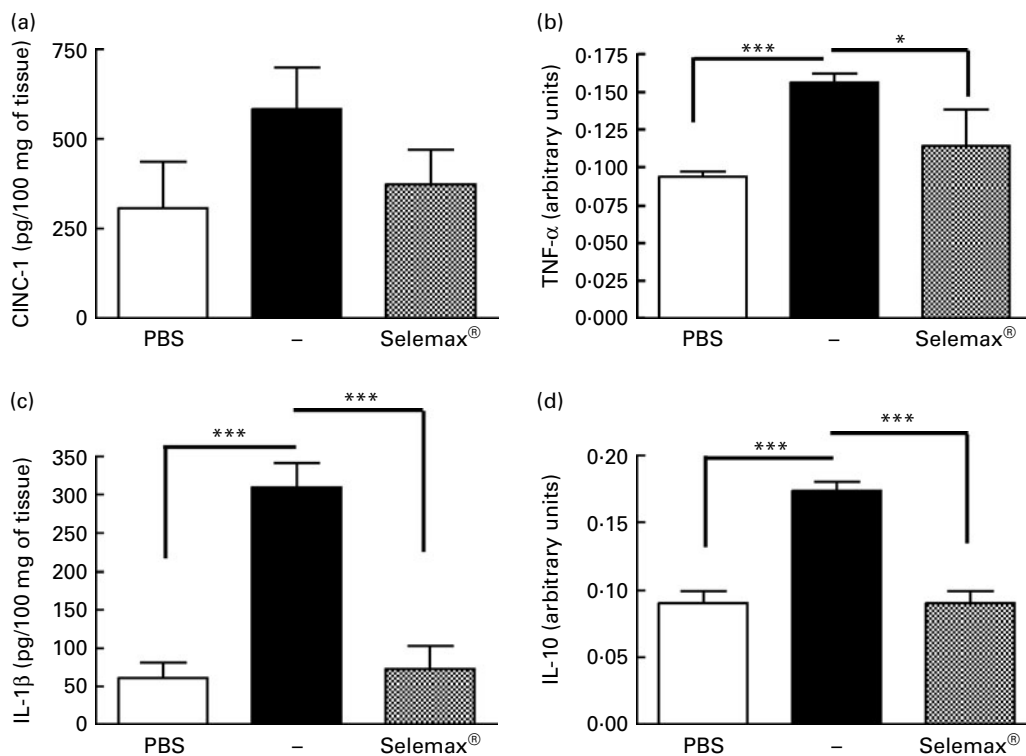 (a)
CINC-1 (pg/100 mg of tissue)
750
500
250
0
PBS
–
Selemax®
(b)
TNF-α (arbitrary units)
0·175
0·150
0·125
0·100
0·075
0·050
0·025
0·000
***
*
PBS
–
Selemax®
(c)
IL-1β (pg/100 mg of tissue)
350
300
250
200
150
100
50
0
***
***
PBS
–
Selemax®
(d)
IL-10 (arbitrary units)
0·20
0·15
0·10
0·05
0·00
***
***
PBS
–
Selemax®